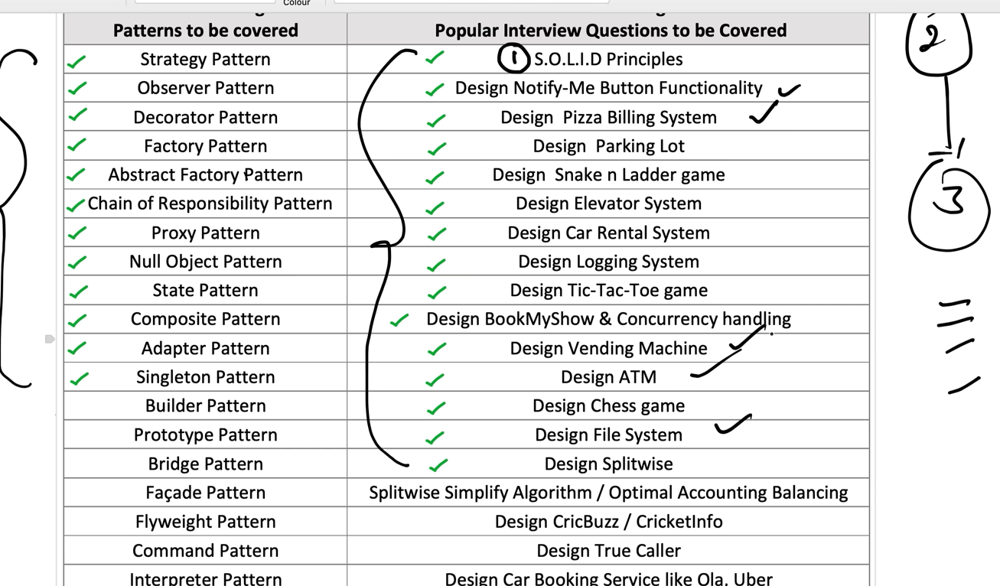 Colour
Patterns to be covered Popular Interview Questions to be Covered
Strategy Pattern 1 S.O.L.I.D Principles
Observer Pattern Design Notify-Me Button Functionality
Decorator Pattern Design Pizza Billing System
Factory Pattern Design Parking Lot
Abstract Factory Pattern Design Snake n Ladder game
Chain of Responsibility Pattern Design Elevator System
Proxy Pattern Design Car Rental System
Null Object Pattern Design Logging System
State Pattern Design Tic-Tac-Toe game
Composite Pattern Design BookMyShow & Concurrency handling
Adapter Pattern Design Vending Machine
Singleton Pattern Design ATM
Builder Pattern Design Chess game
Prototype Pattern Design File System
Bridge Pattern Design Splitwise
Façade Pattern Splitwise Simplify Algorithm / Optimal Accounting Balancing
Flyweight Pattern Design CricBuzz / CricketInfo
Command Pattern Design True Caller
Interpreter Pattern Design Car Booking Service like Ola, Uber
2
3